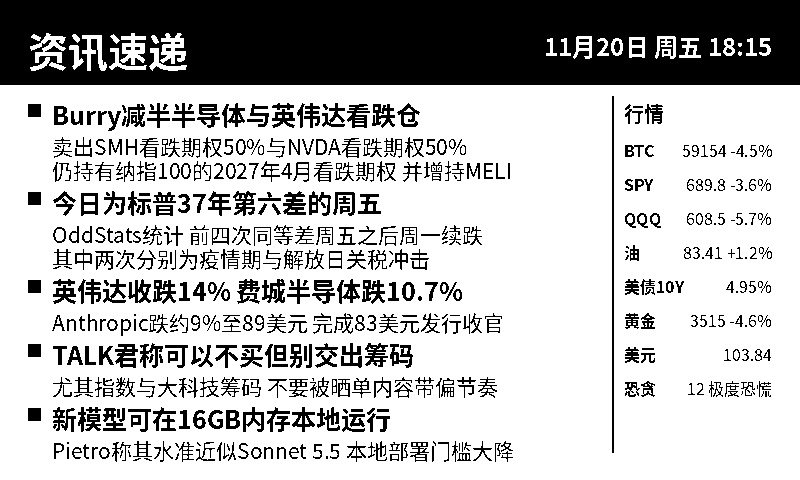 资讯速递
11月20日 周五 18:15
Burry减半半导体与英伟达看跌仓
卖出SMH看跌期权50%与NVDA看跌期权50%
仍持有纳指100的2027年4月看跌期权 并增持MELI
今日为标普37年第六差的周五
OddStats统计 前四次同等差周五之后周一续跌
其中两次分别为疫情期与解放日关税冲击
英伟达收跌14% 费城半导体跌10.7%
Anthropic跌约9%至89美元 完成83美元发行收官
TALK君称可以不买但别交出筹码
尤其指数与大科技筹码 不要被晒单内容带偏节奏
新模型可在16GB内存本地运行
Pietro称其水准近似Sonnet 5.5 本地部署门槛大降
行情
BTC 59154 -4.5%
SPY 689.8 -3.6%
QQQ 608.5 -5.7%
油 83.41 +1.2%
美债10Y 4.95%
黄金 3515 -4.6%
美元 103.84
恐贪 12 极度恐慌